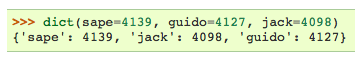 >>> dict(sape=4139, guido=4127, jack=4098)
{'sape': 4139, 'jack': 4098, 'guido': 4127}